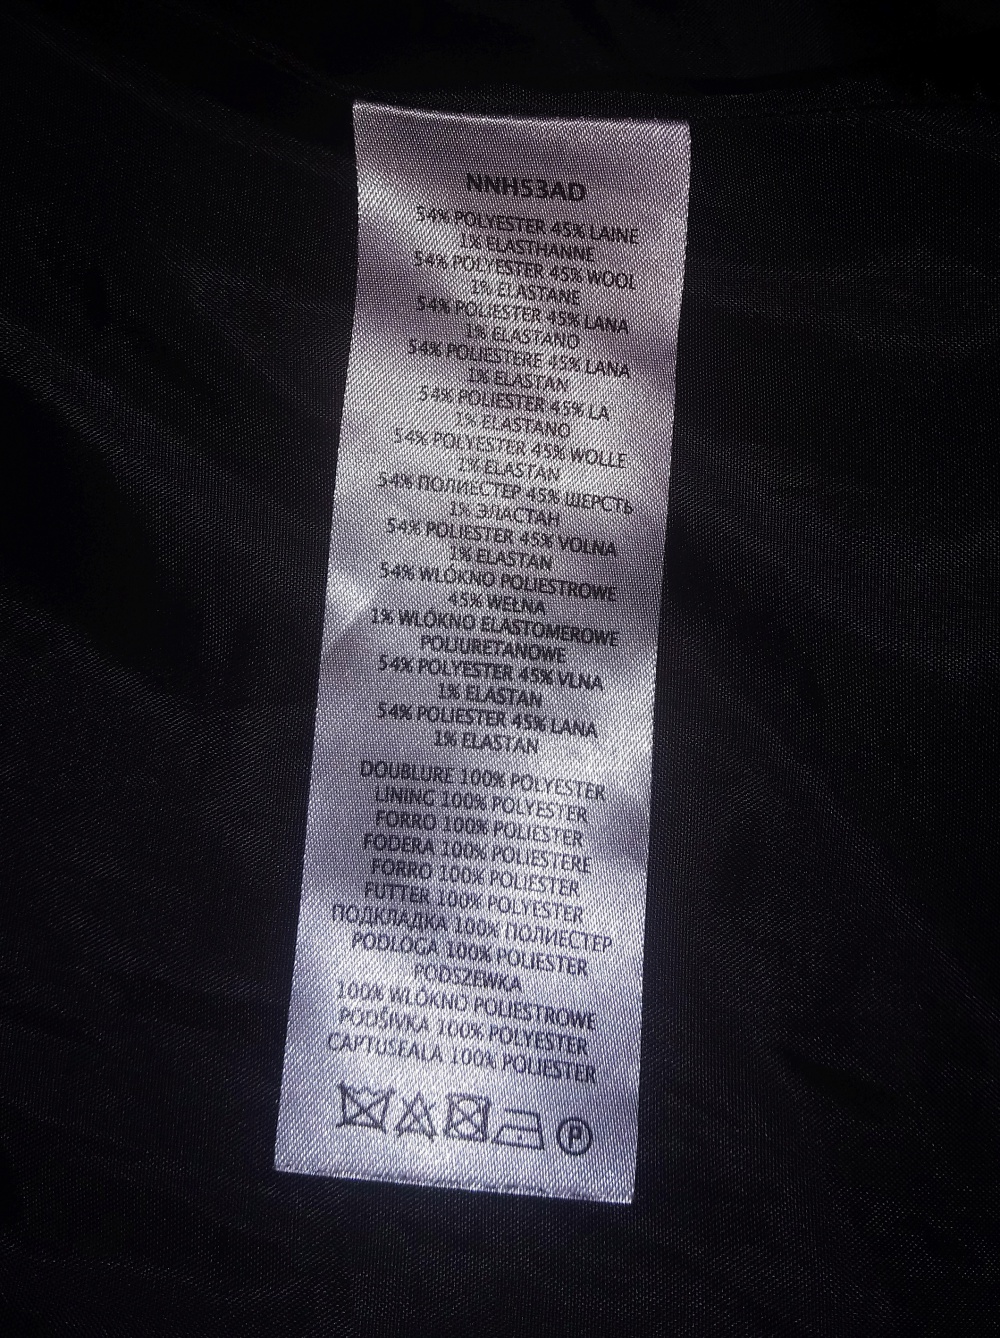 NNH53AD
54% POLYESTER 45% LAINE
1% ELASTHANNE
54% POLYESTER 45% WOOL
1% ELASTANE
54% POLIESTER 45% LANA
1% ELASTANO
54% POLIESTERE 45% LANA
1% ELASTAN
54% POLIESTER 45% LA
1% ELASTANO
54% POLYESTER 45% WOLLE
1% ELASTAN
54% ПОЛИЕСТЕР 45% ШЕРСТЬ
1% ЭЛАСТАН
54% POLIESTER 45% VOLNA
1% ELASTAN
54% WLÓKNO POLIESTROWE
45% WEŁNA
1% WLÓKNO ELASTOMEROWE
POLIURETANOWE
54% POLYESTER 45% VLNA
1% ELASTAN
54% POLIESTER 45% LANA
1% ELASTAN
DOUBLURE 100% POLYESTER
LINING 100% POLYESTER
FORRO 100% POLIESTER
FODERA 100% POLIESTERE
FORRO 100% POLIESTER
FUTTER 100% POLYESTER
ПОДКЛАДКА 100% ПОЛИЕСТЕР
PODLOGA 100% POLIESTER
PODSZEWKA
100% WLÓKNO POLIESTROWE
PODŠIVKA 100% POLYESTER
CAPTUSEALA 100% POLIESTER
P